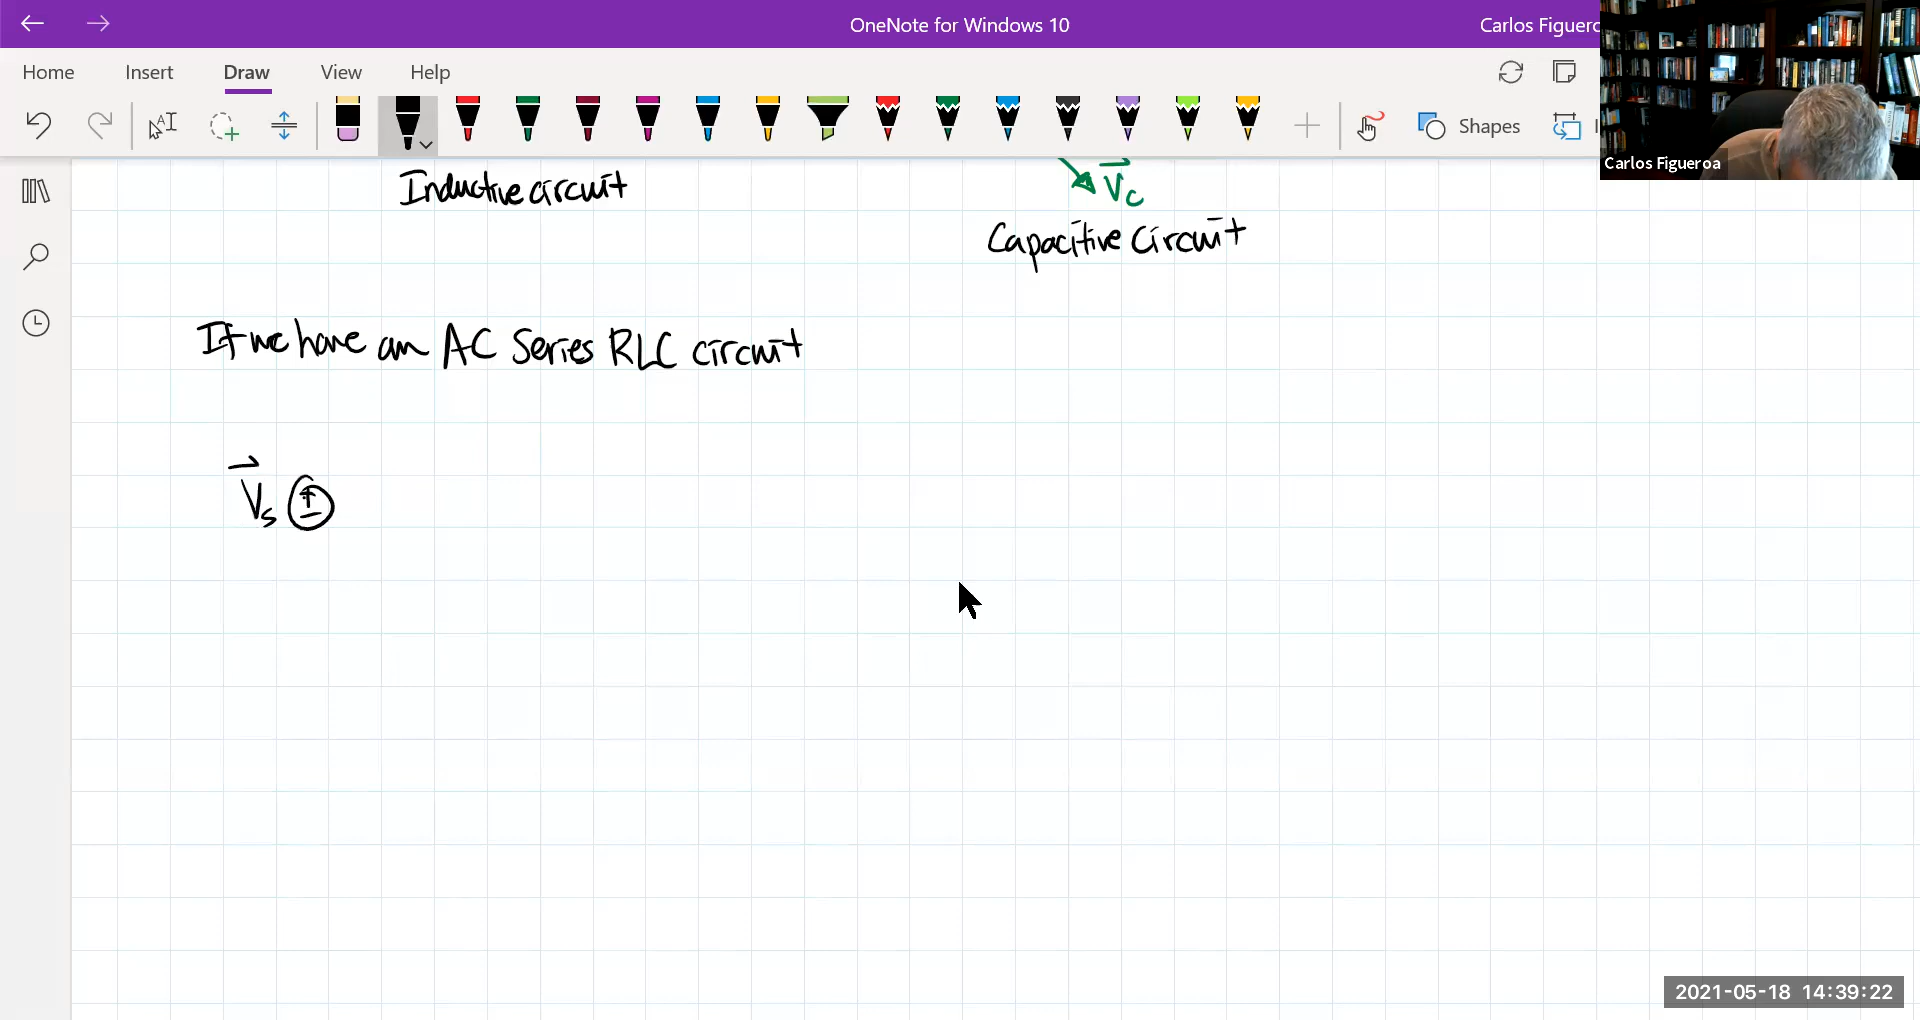 OneNote for Windows 10
Carlos Figuero
Home Insert Draw View Help
Shapes
Carlos Figueroa
Inductive circuit
Vc
Capacitive Circuit
If we have an AC Series RLC circuit
Vs + −
2021-05-18 14:39:22